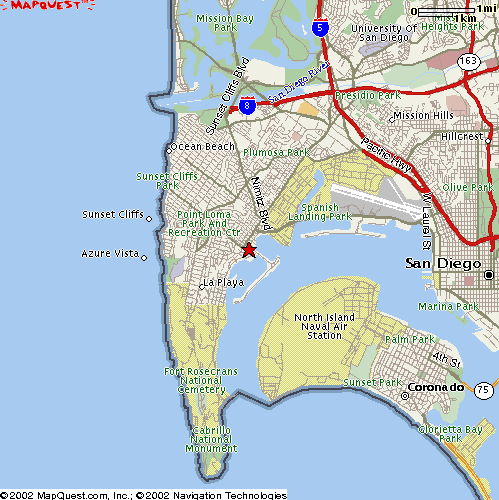 MAPQUEST
0 1mi
1km
Mission Bay
Park
5
University Of
San Diego
Mission
Heights Park
163
San Diego River
Sunset Cliffs Blvd
8
Presidio Park
Mission Hills
Hillcrest
Pacific Hwy
Ocean Beach
Plumosa Park
Sunset Cliffs
Park
Nimitz Blvd
Olive Park
Sunset Cliffs
Point Loma
Park And
Recreation Ctr
Spanish
Landing Park
W Laurel St
Azure Vista
San Diego
La Playa
Marina Park
North Island
Naval Air
Station
Palm Park
4th St
Fort Rosecrans
National
Cemetery
Sunset Park
Coronado
75
Cabrillo
National
Monument
Glorietta Bay
Park
©2002 MapQuest.com, Inc.; ©2002 Navigation Technologies